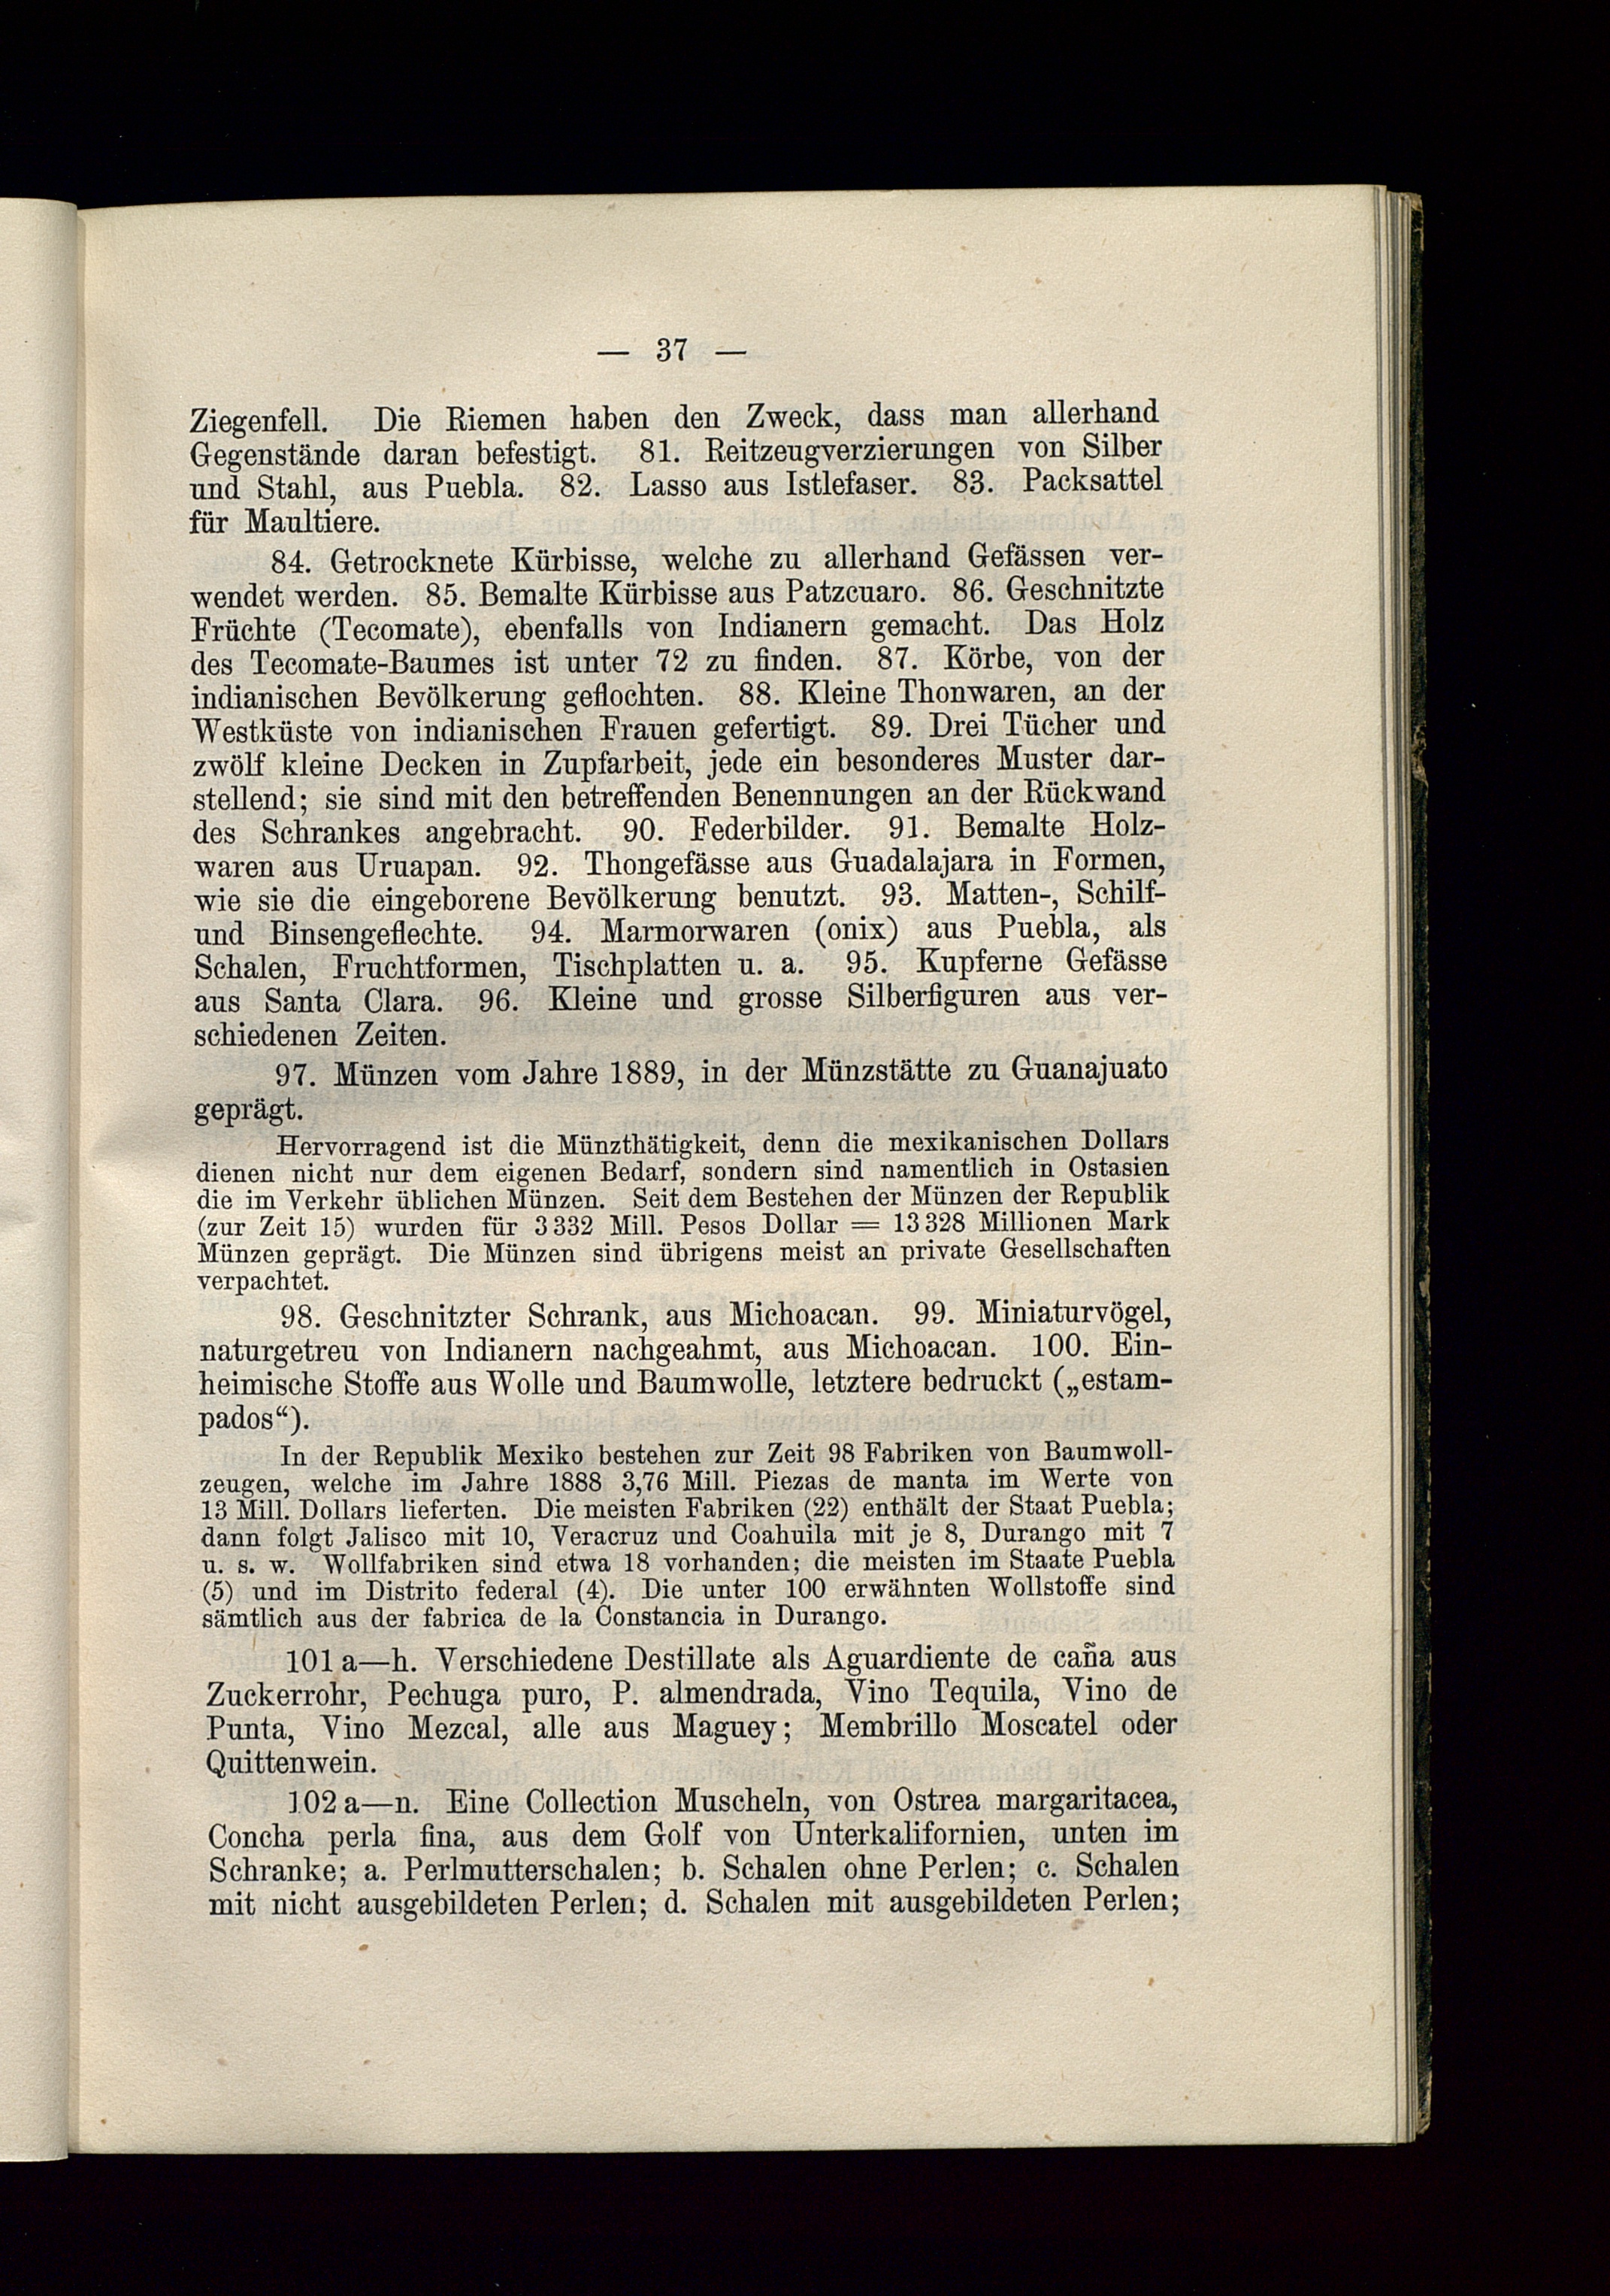 — 37 —
Ziegenfell. Die Riemen haben den Zweck, dass man allerhand
Gegenstände daran befestigt. 81. Reitzeugverzierungen von Silber
und Stahl, aus Puebla. 82. Lasso aus Istlefaser. 83. Packsattel
für Maultiere.
84. Getrocknete Kürbisse, welche zu allerhand Gefässen ver-
wendet werden. 85. Bemalte Kürbisse aus Patzcuaro. 86. Geschnitzte
Früchte (Tecomate), ebenfalls von Indianern gemacht. Das Holz
des Tecomate-Baumes ist unter 72 zu finden. 87. Körbe, von der
indianischen Bevölkerung geflochten. 88. Kleine Thonwaren, an der
Westküste von indianischen Frauen gefertigt. 89. Drei Tücher und
zwölf kleine Decken in Zupfarbeit, jede ein besonderes Muster dar-
stellend; sie sind mit den betreffenden Benennungen an der Rückwand
des Schrankes angebracht. 90. Federbilder. 91. Bemalte Holz-
waren aus Uruapan. 92. Thongefässe aus Guadalajara in Formen,
wie sie die eingeborene Bevölkerung benutzt. 93. Matten-, Schilf-
und Binsengeflechte. 94. Marmorwaren (onix) aus Puebla, als
Schalen, Fruchtformen, Tischplatten u. a. 95. Kupferne Gefässe
aus Santa Clara. 96. Kleine und grosse Silberfiguren aus ver-
schiedenen Zeiten.
97. Münzen vom Jahre 1889, in der Münzstätte zu Guanajuato
geprägt.
Hervorragend ist die Münzthätigkeit, denn die mexikanischen Dollars
dienen nicht nur dem eigenen Bedarf, sondern sind namentlich in Ostasien
die im Verkehr üblichen Münzen. Seit dem Bestehen der Münzen der Republik
(zur Zeit 15) wurden für 3 332 Mill. Pesos Dollar = 13 328 Millionen Mark
Münzen geprägt. Die Münzen sind übrigens meist an private Gesellschaften
verpachtet.
98. Geschnitzter Schrank, aus Michoacan. 99. Miniaturvögel,
naturgetreu von Indianern nachgeahmt, aus Michoacan. 100. Ein-
heimische Stoffe aus Wolle und Baumwolle, letztere bedruckt („estam-
pados“).
In der Republik Mexiko bestehen zur Zeit 98 Fabriken von Baumwoll-
zeugen, welche im Jahre 1888 3,76 Mill. Piezas de manta im Werte von
13 Mill. Dollars lieferten. Die meisten Fabriken (22) enthält der Staat Puebla;
dann folgt Jalisco mit 10, Veracruz und Coahuila mit je 8, Durango mit 7
u. s. w. Wollfabriken sind etwa 18 vorhanden; die meisten im Staate Puebla
(5) und im Distrito federal (4). Die unter 100 erwähnten Wollstoffe sind
sämtlich aus der fabrica de la Constancia in Durango.
101 a—h. Verschiedene Destillate als Aguardiente de caña aus
Zuckerrohr, Pechuga puro, P. almendrada, Vino Tequila, Vino de
Punta, Vino Mezcal, alle aus Maguey; Membrillo Moscatel oder
Quittenwein.
102 a—n. Eine Collection Muscheln, von Ostrea margaritacea,
Concha perla fina, aus dem Golf von Unterkalifornien, unten im
Schranke; a. Perlmutterschalen; b. Schalen ohne Perlen; c. Schalen
mit nicht ausgebildeten Perlen; d. Schalen mit ausgebildeten Perlen;